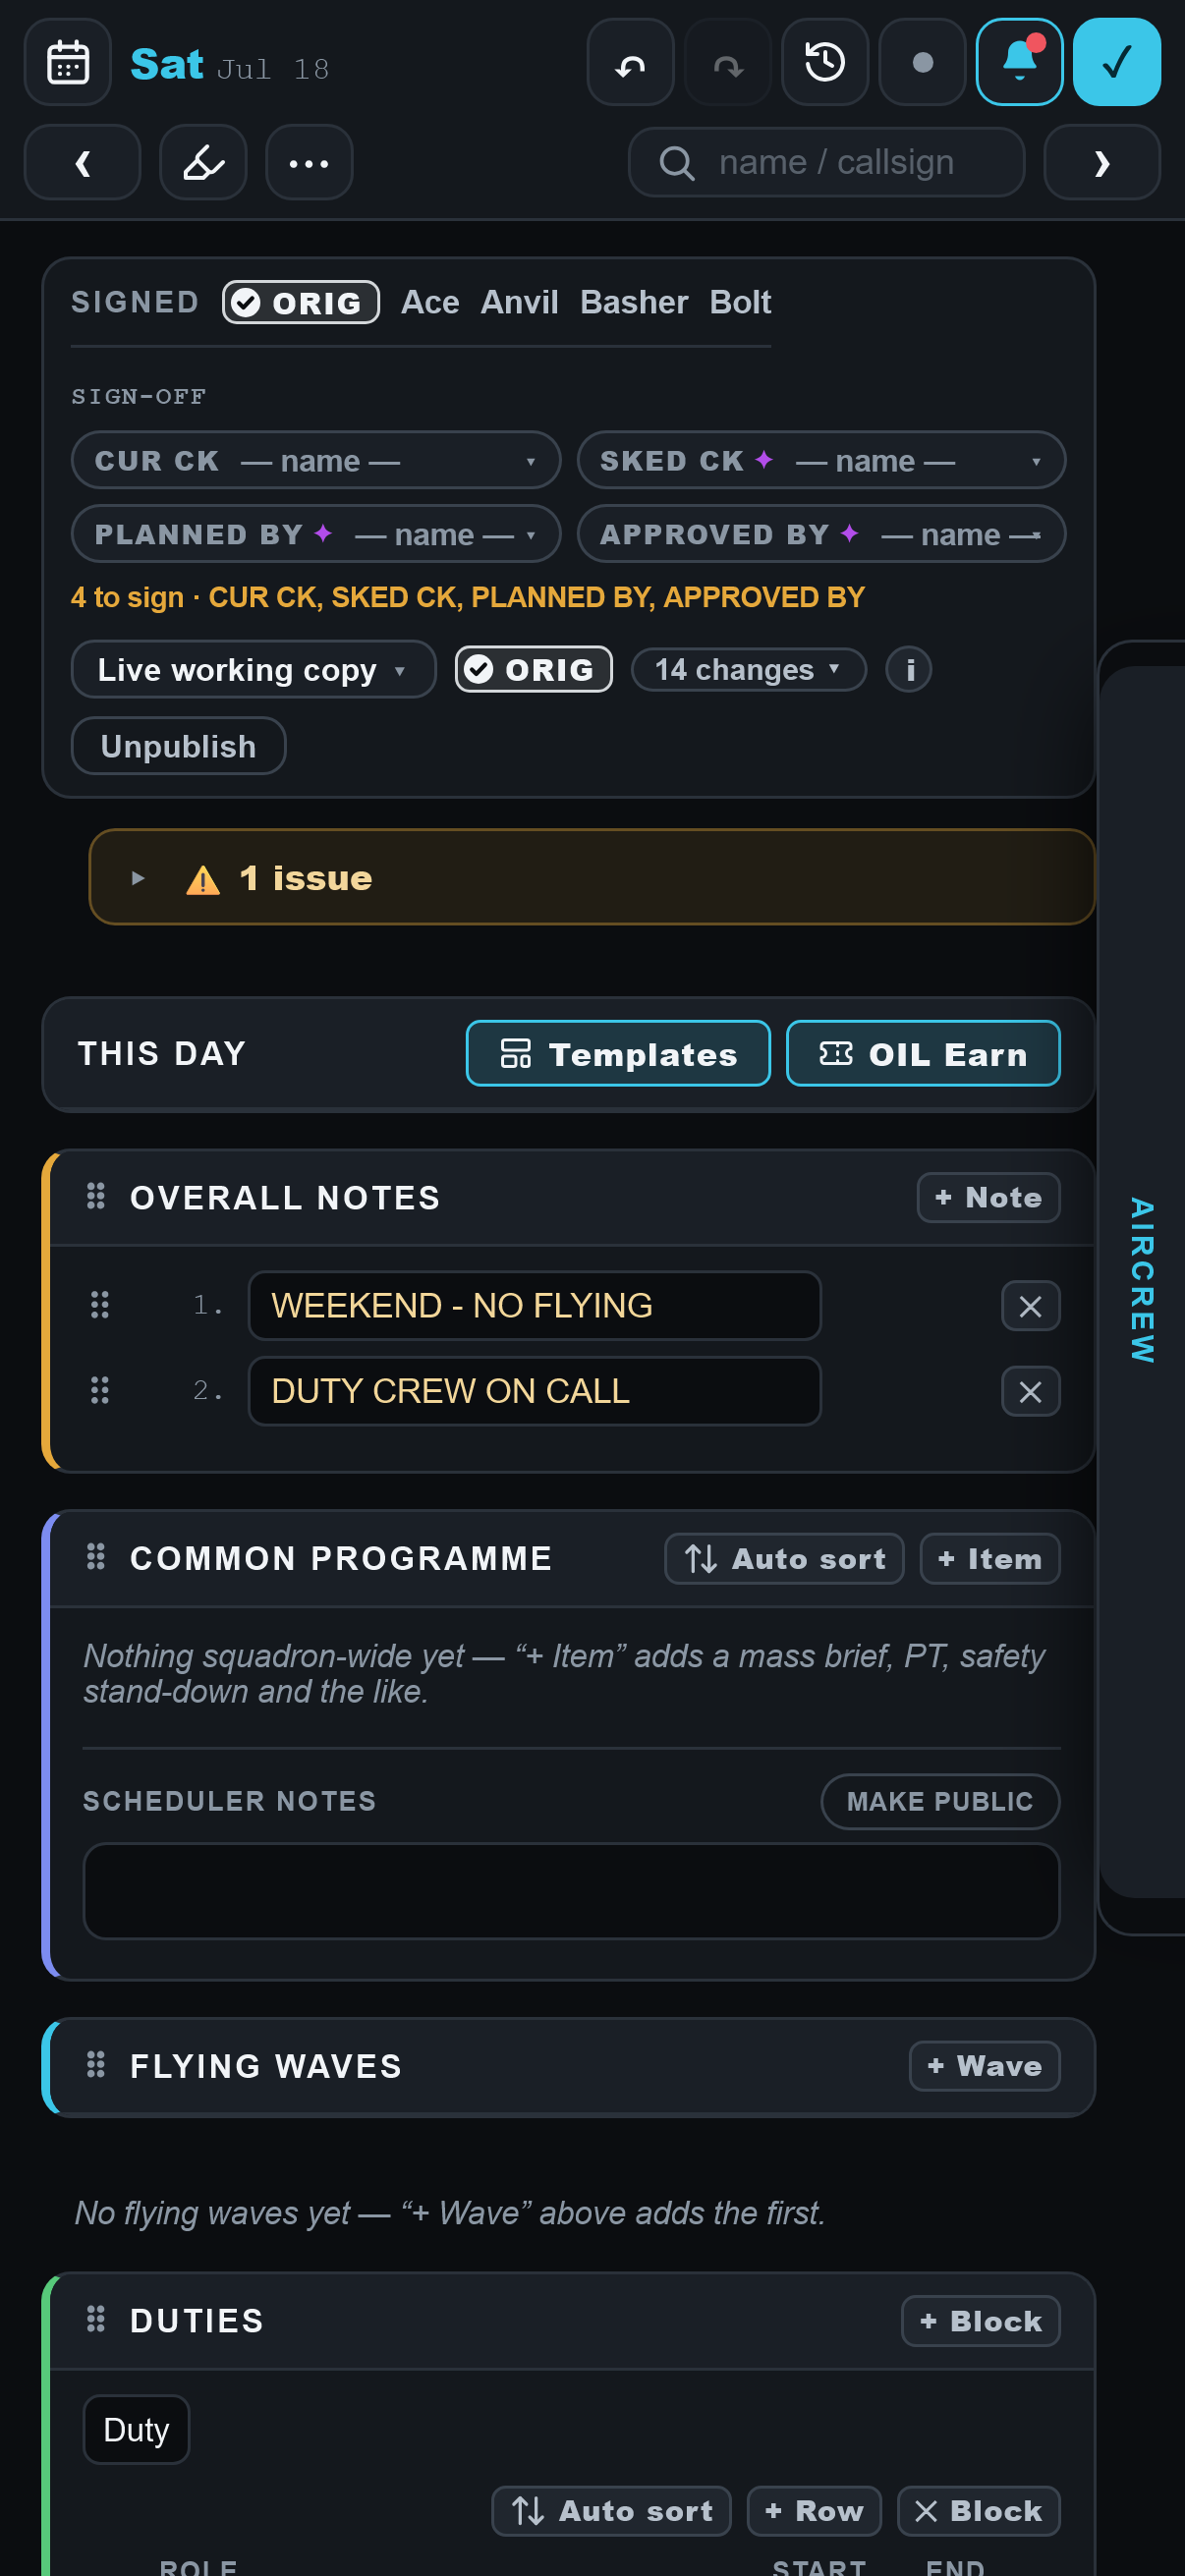 Sat Jul 18
name / callsign
SIGNED ORIG Ace Anvil Basher Bolt
SIGN-OFF
CUR CK — name —
SKED CK — name —
PLANNED BY — name —
APPROVED BY — name —
4 to sign · CUR CK, SKED CK, PLANNED BY, APPROVED BY
Live working copy ORIG 14 changes i
Unpublish
1 issue
THIS DAY Templates OIL Earn
AIRCREW
OVERALL NOTES + Note
1. WEEKEND - NO FLYING
2. DUTY CREW ON CALL
COMMON PROGRAMME Auto sort + Item
Nothing squadron-wide yet — “+ Item” adds a mass brief, PT, safety
stand-down and the like.
SCHEDULER NOTES MAKE PUBLIC
FLYING WAVES + Wave
No flying waves yet — “+ Wave” above adds the first.
DUTIES + Block
Duty
Auto sort + Row × Block
ROLE START END